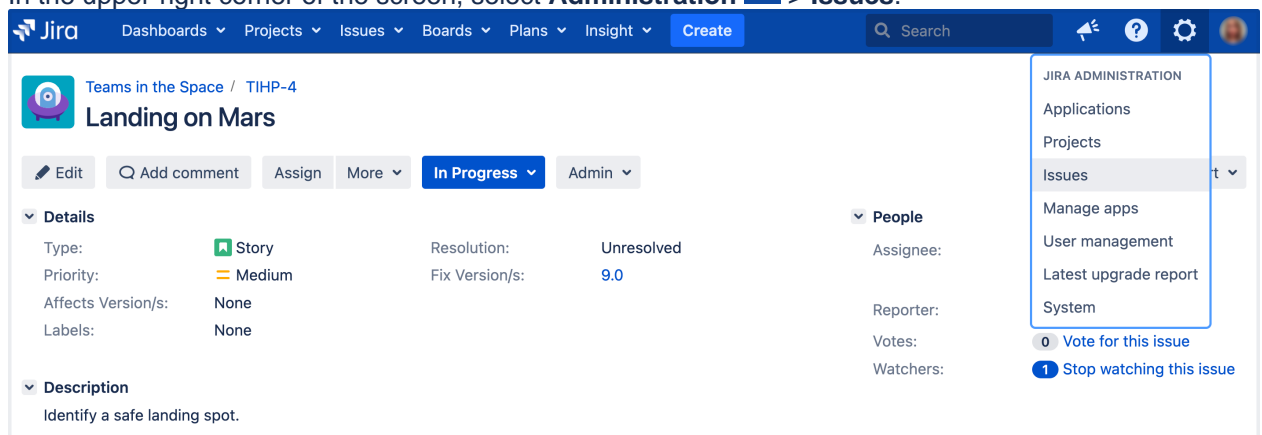 In the upper-right corner of the screen, select Administration > Issues.
Jira Dashboards Projects Issues Boards Plans Insight Create Search
JIRA ADMINISTRATION
Applications
Projects
Issues
Manage apps
User management
Latest upgrade report
System
Teams in the Space / TIHP-4
Landing on Mars
Edit Add comment Assign More In Progress Admin
Details
Type: Story Resolution: Unresolved
Priority: Medium Fix Version/s: 9.0
Affects Version/s: None
Labels: None
People
Assignee:
Reporter:
Votes: 0 Vote for this issue
Watchers: 1 Stop watching this issue
Description
Identify a safe landing spot.